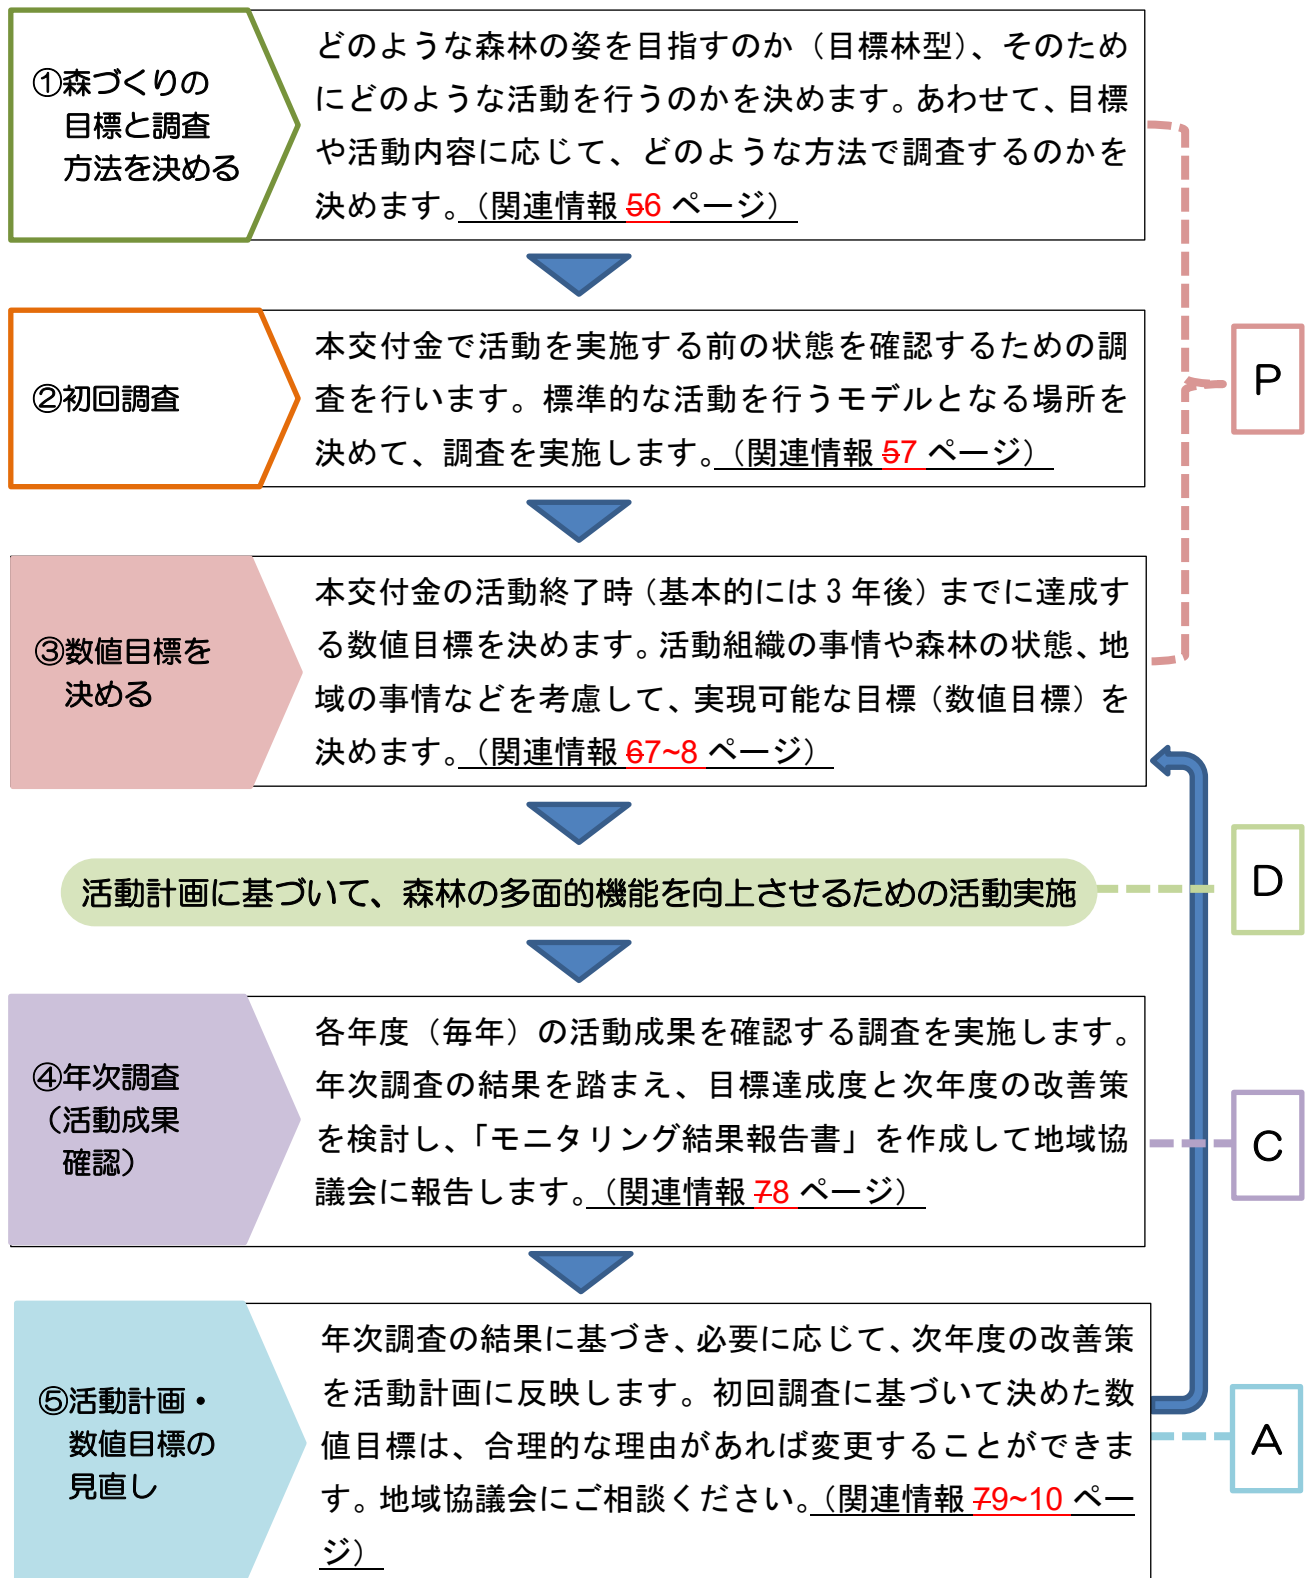 ①森づくりの
目標と調査
方法を決める
どのような森林の姿を目指すのか（目標林型）、そのため
にどのような活動を行うのかを決めます。あわせて、目標
や活動内容に応じて、どのような方法で調査するのかを
決めます。（関連情報 56 ページ）
②初回調査
本交付金で活動を実施する前の状態を確認するための調
査を行います。標準的な活動を行うモデルとなる場所を
決めて、調査を実施します。（関連情報 57 ページ）
P
③数値目標を
決める
本交付金の活動終了時（基本的には３年後）までに達成す
る数値目標を決めます。活動組織の事情や森林の状態、地
域の事情などを考慮して、実現可能な目標（数値目標）を
決めます。（関連情報 67~8 ページ）
活動計画に基づいて、森林の多面的機能を向上させるための活動実施
D
④年次調査
（活動成果
確認）
各年度（毎年）の活動成果を確認する調査を実施します。
年次調査の結果を踏まえ、目標達成度と次年度の改善策
を検討し、「モニタリング結果報告書」を作成して地域協
議会に報告します。（関連情報 78 ページ）
C
⑤活動計画・
数値目標の
見直し
年次調査の結果に基づき、必要に応じて、次年度の改善策
を活動計画に反映します。初回調査に基づいて決めた数
値目標は、合理的な理由があれば変更することができま
す。地域協議会にご相談ください。（関連情報 79~10 ペー
ジ）
A